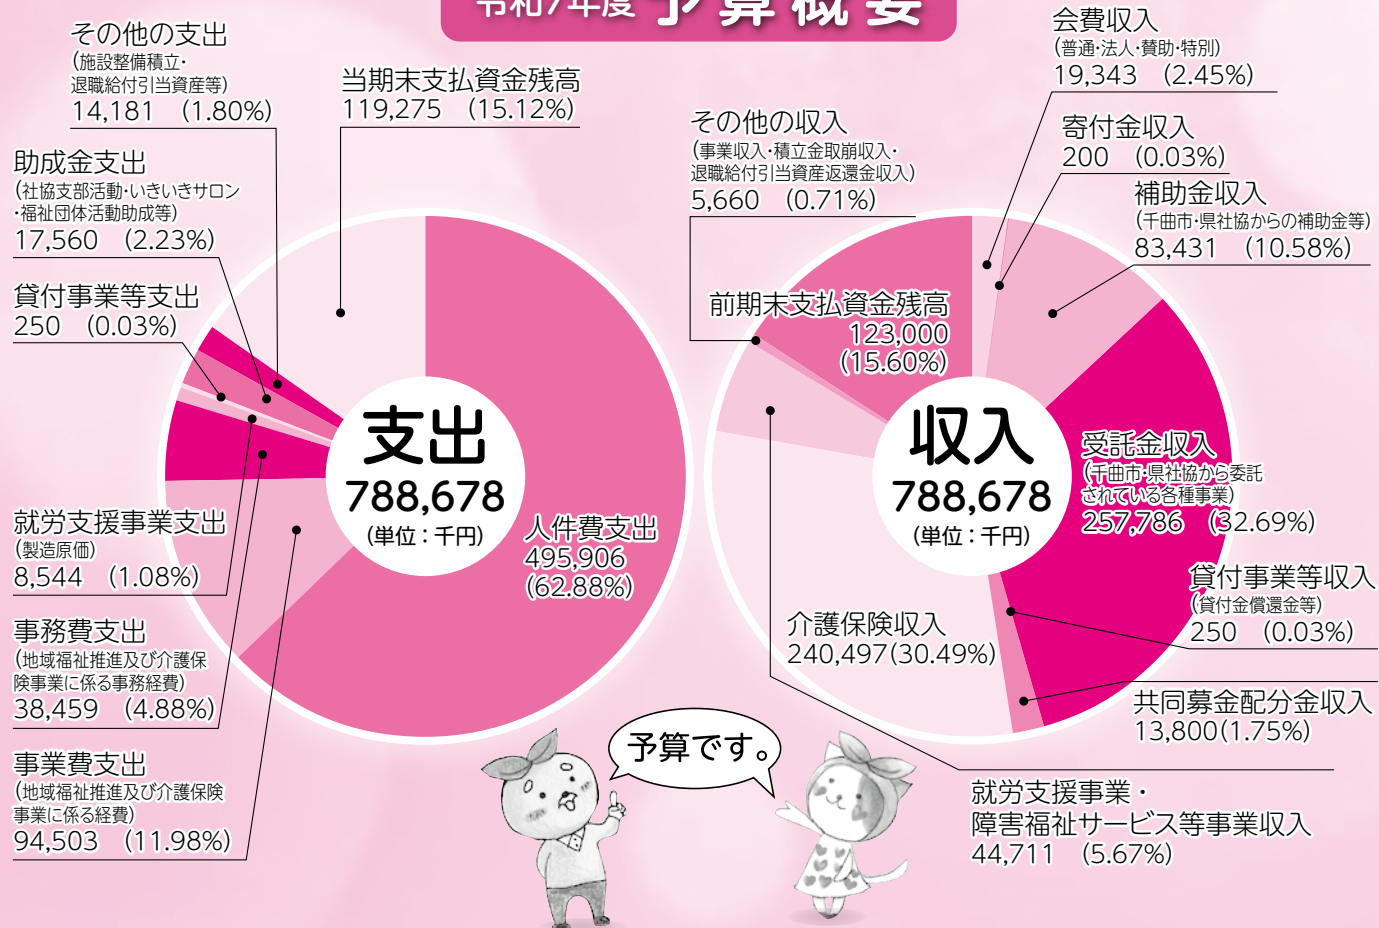 令和7年度 予算概要
その他の支出
(施設整備積立・
退職給付引当資産等)
14,181 (1.80%)
当期末支払資金残高
119,275 (15.12%)
助成金支出
(社協支部活動・いきいきサロン
・福祉団体活動助成等)
17,560 (2.23%)
貸付事業等支出
250 (0.03%)
就労支援事業支出
(製造原価)
8,544 (1.08%)
事務費支出
(地域福祉推進及び介護保
険事業に係る事務経費)
38,459 (4.88%)
事業費支出
(地域福祉推進及び介護保険
事業に係る経費)
94,503 (11.98%)
支出
788,678
(単位：千円)
人件費支出
495,906
(62.88%)
会費収入
(普通・法人・賛助・特別)
19,343 (2.45%)
寄付金収入
200 (0.03%)
補助金収入
(千曲市・県社協からの補助金等)
83,431 (10.58%)
その他の収入
(事業収入・積立金取崩収入・
退職給付引当資産返還金収入)
5,660 (0.71%)
前期末支払資金残高
123,000
(15.60%)
収入
788,678
(単位：千円)
受託金収入
(千曲市・県社協から委託
されている各種事業)
257,786 (32.69%)
貸付事業等収入
(貸付金償還金等)
250 (0.03%)
介護保険収入
240,497(30.49%)
共同募金配分金収入
13,800(1.75%)
就労支援事業・
障害福祉サービス等事業収入
44,711 (5.67%)
予算です。